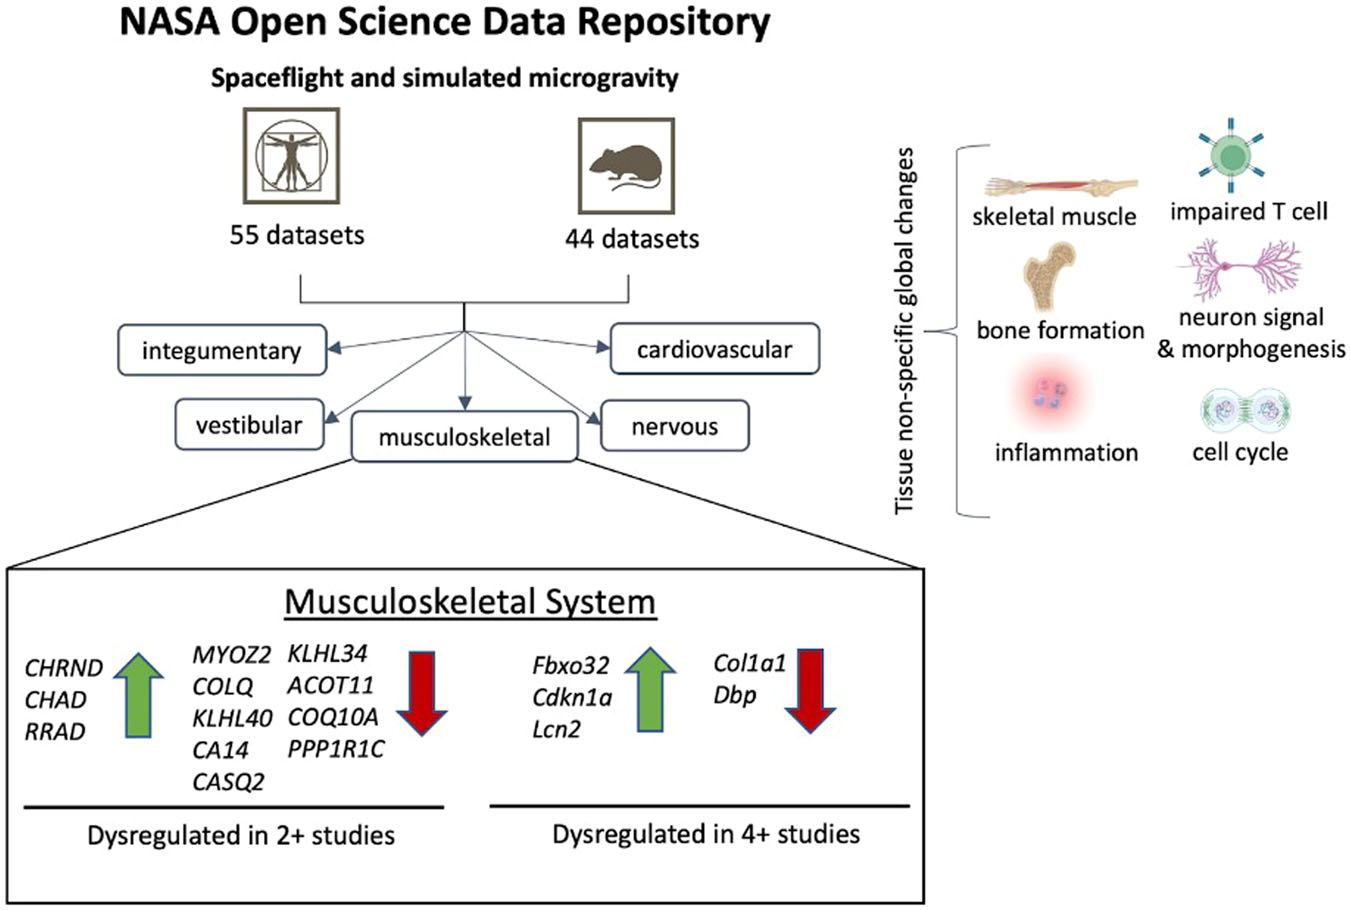 NASA Open Science Data Repository
Spaceflight and simulated microgravity
55 datasets
44 datasets
integumentary
cardiovascular
vestibular
musculoskeletal
nervous
Tissue non-specific global changes
skeletal muscle
impaired T cell
bone formation
neuron signal
& morphogenesis
inflammation
cell cycle
Musculoskeletal System
CHRND
CHAD
RRAD
MYOZ2
COLQ
KLHL40
CA14
CASQ2
KLHL34
ACOT11
COQ10A
PPP1R1C
Dysregulated in 2+ studies
Fbxo32
Cdkn1a
Lcn2
Col1a1
Dbp
Dysregulated in 4+ studies